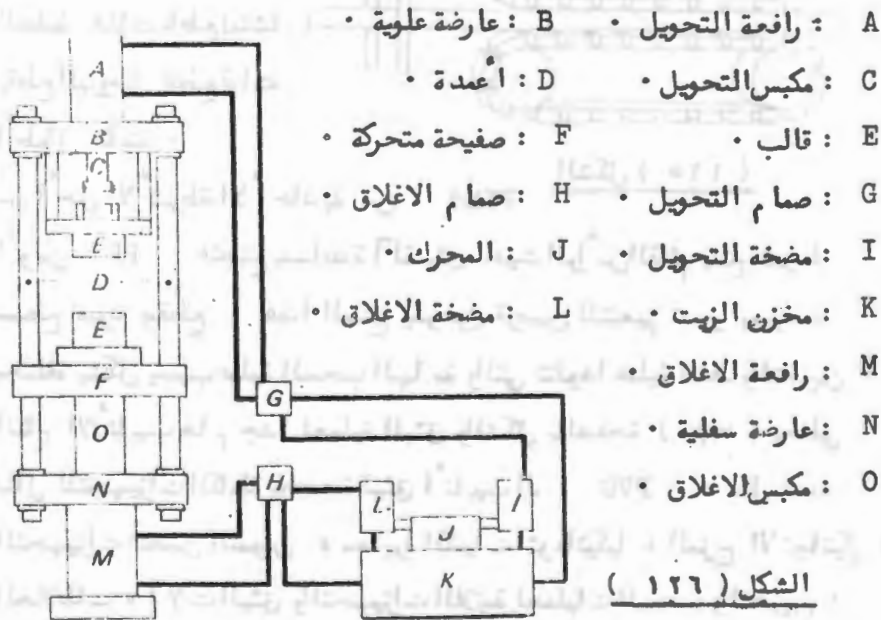 A : رافعة التحويل . B : عارضة علوية .
C : مكبس التحويل . D : أعمدة .
E : قالب . F : صفيحة متحركة .
G : صمام التحويل . H : صمام الاغلاق .
I : مضخة التحويل . J : المحرك .
K : مخزن الزيت . L : مضخة الاغلاق .
M : رافعة الاغلاق .
N : عارضة سفلية .
O : مكبس الاغلاق .
الشكل ( ١٢٦ )
A
B
C
E
D
E
F
G
O
N
H
L
I
J
M
K